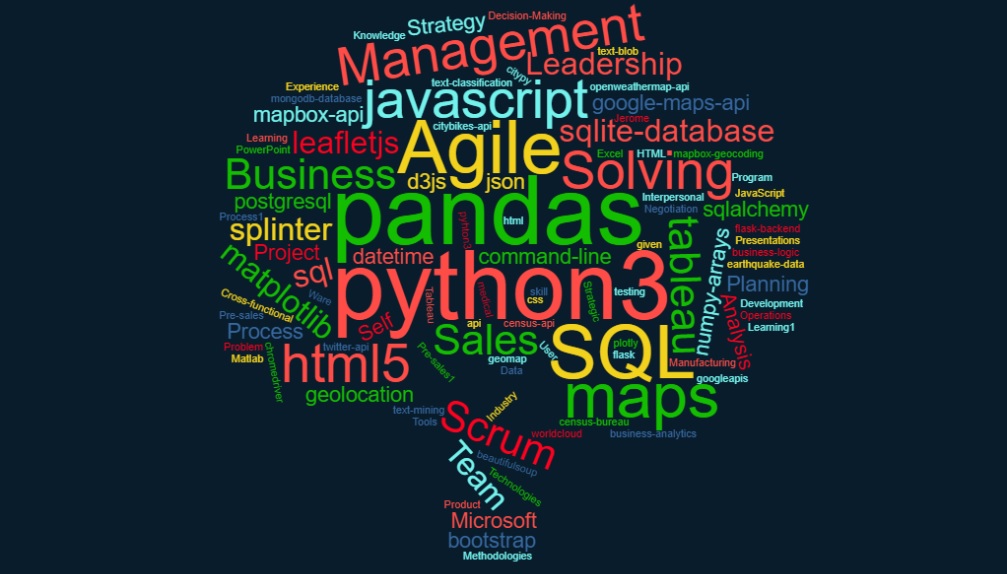 Decision-Making
Strategy
Knowledge
Management
text-blob
Leadership
citypy
text-classification
openweathermap-api
Experience
mongodb-database
javascript
google-maps-api
mapbox-api
citybikes-api
Jerome
sqlite-database
Learning
leafletjs
Agile
PowerPoint
Excel
HTML
mapbox-geocoding
Business
Solving
d3js
json
Program
pandas
Interpersonal
JavaScript
postgresql
Negotiation
sqlalchemy
Process1
html
splinter
pyhton3
tableau
flask-backend
Presentations
given
Project
datetime
command-line
numpy-arrays
business-logic
earthquake-data
matplotlib
sql
python3
Planning
Cross-functional
Ware
Tableau
medical
skill
css
Strategic
testing
Development
Pre-sales
Self
Analysis
Operations
Process
api
census-api
SQL
Learning1
Problem
twitter-api
Sales
User
plotly
flask
Matlab
chromedriver
html5
Pre-sales1
geomap
Data
Manufacturing
googleapis
geolocation
maps
text-mining
Industry
Tools
Scrum
census-bureau
worldcloud
business-analytics
Team
beautifulsoup
Technologies
Product
Microsoft
bootstrap
Methodologies